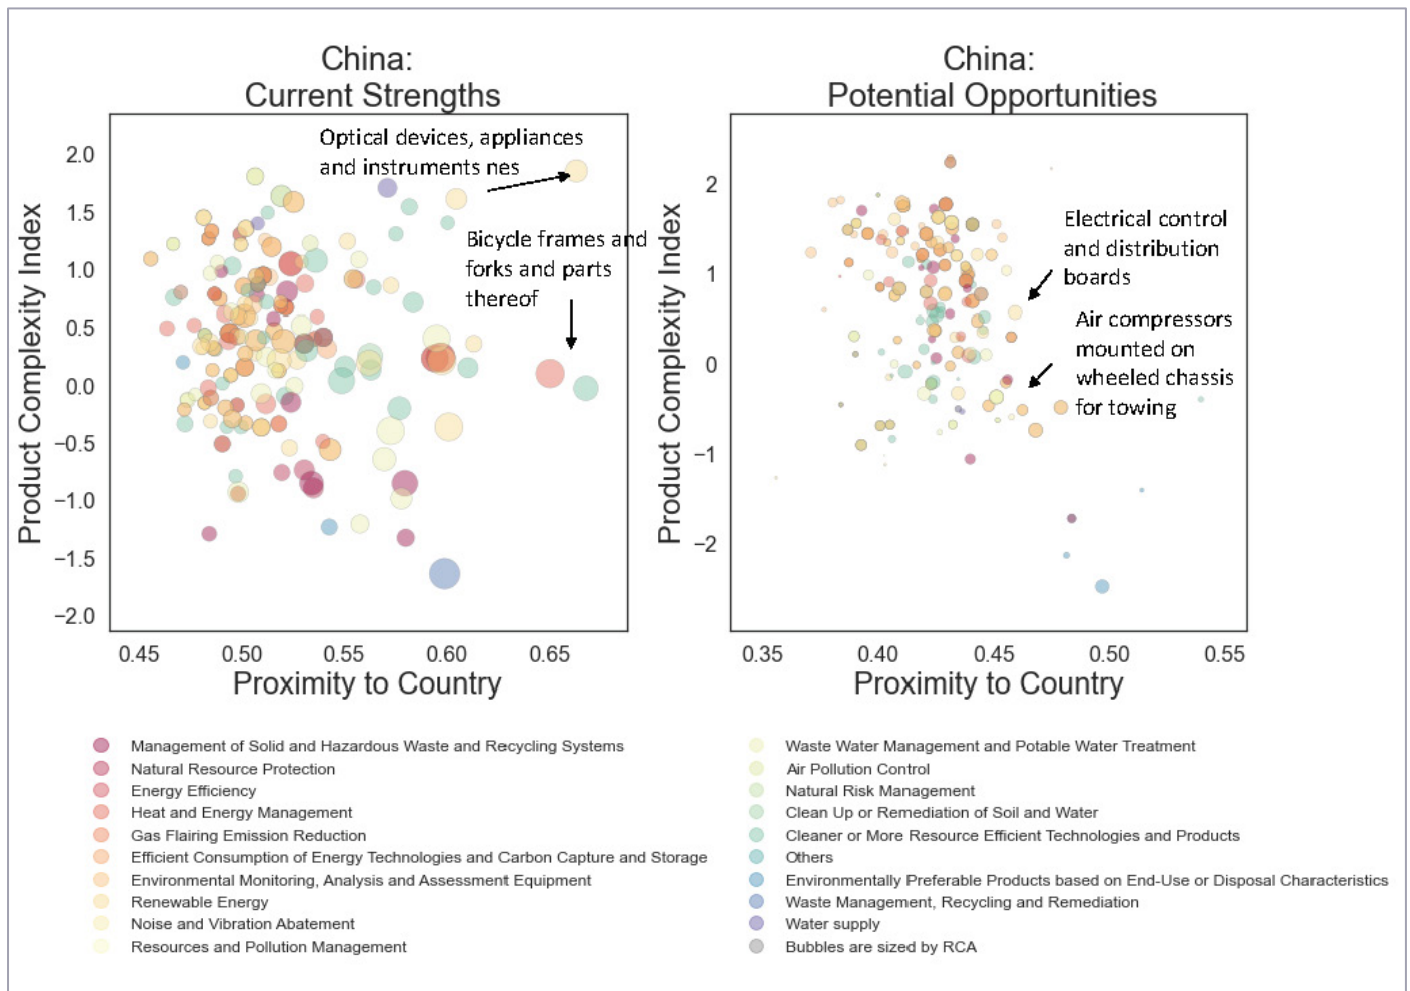 China:
Current Strengths
Optical devices, appliances
and instruments nes
Bicycle frames and
forks and parts
thereof
Product Complexity Index
2.0
1.5
1.0
0.5
0.0
−0.5
−1.0
−1.5
−2.0
0.45
0.50
0.55
0.60
0.65
Proximity to Country
China:
Potential Opportunities
Electrical control
and distribution
boards
Air compressors
mounted on
wheeled chassis
for towing
Product Complexity Index
2
1
0
−1
−2
0.35
0.40
0.45
0.50
0.55
Proximity to Country
Management of Solid and Hazardous Waste and Recycling Systems
Natural Resource Protection
Energy Efficiency
Heat and Energy Management
Gas Flairing Emission Reduction
Efficient Consumption of Energy Technologies and Carbon Capture and Storage
Environmental Monitoring, Analysis and Assessment Equipment
Renewable Energy
Noise and Vibration Abatement
Resources and Pollution Management
Waste Water Management and Potable Water Treatment
Air Pollution Control
Natural Risk Management
Clean Up or Remediation of Soil and Water
Cleaner or More Resource Efficient Technologies and Products
Others
Environmentally Preferable Products based on End-Use or Disposal Characteristics
Waste Management, Recycling and Remediation
Water supply
Bubbles are sized by RCA